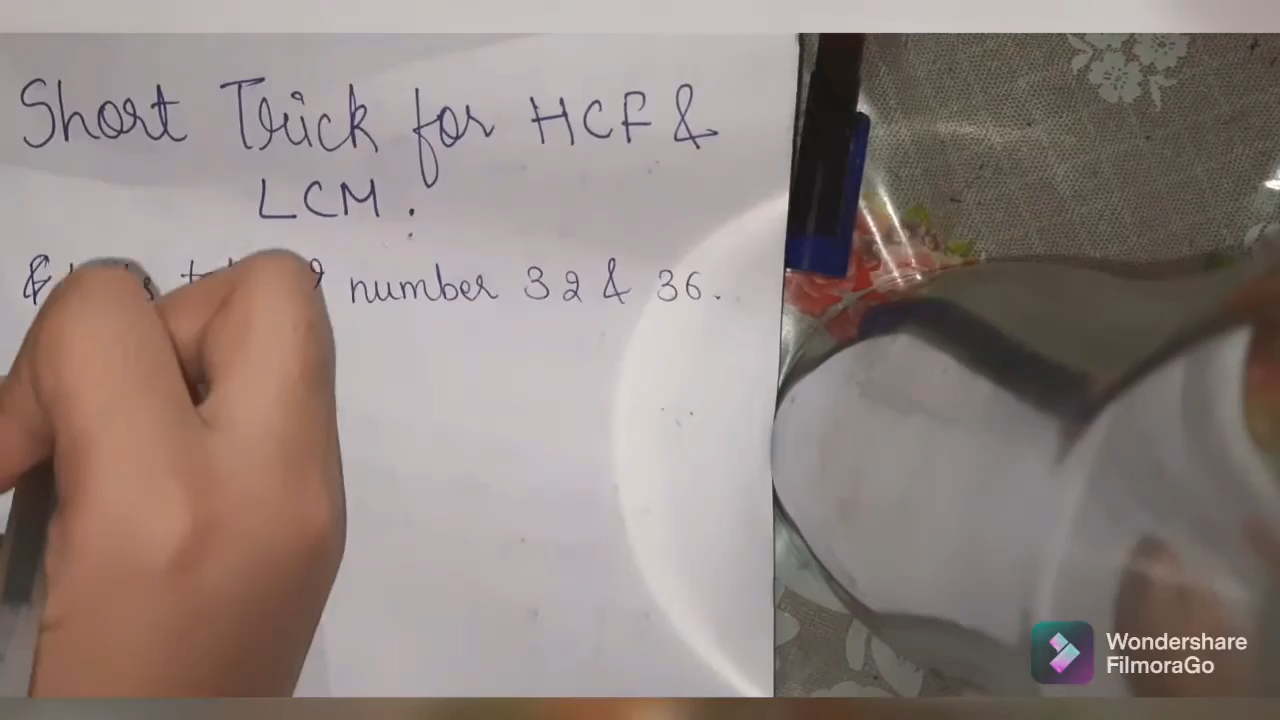 Short Trick for HCF &
LCM.
number 32 & 36.
Wondershare
FilmoraGo